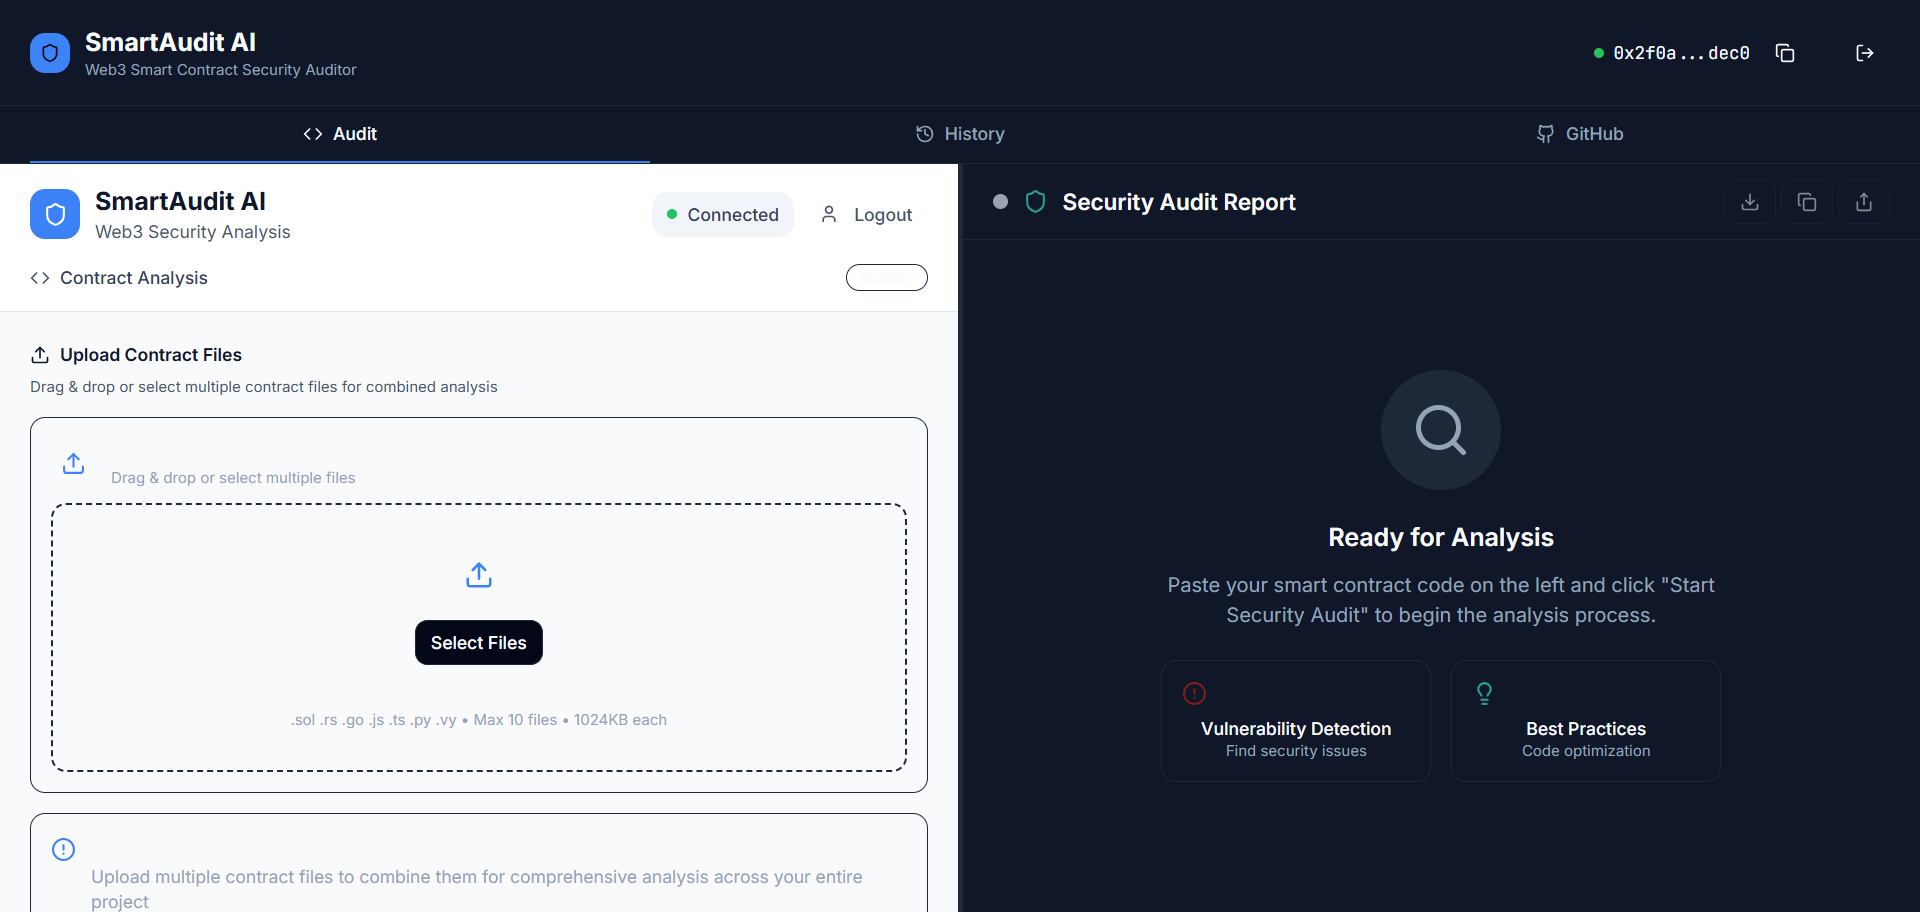 SmartAudit AI
Web3 Smart Contract Security Auditor
0x2f0a...dec0
Audit
History
GitHub
SmartAudit AI
Web3 Security Analysis
Connected
Logout
Contract Analysis
Upload Contract Files
Drag & drop or select multiple contract files for combined analysis
Drag & drop or select multiple files
Select Files
.sol .rs .go .js .ts .py .vy • Max 10 files • 1024KB each
Upload multiple contract files to combine them for comprehensive analysis across your entire
project
Security Audit Report
Ready for Analysis
Paste your smart contract code on the left and click "Start
Security Audit" to begin the analysis process.
Vulnerability Detection
Find security issues
Best Practices
Code optimization